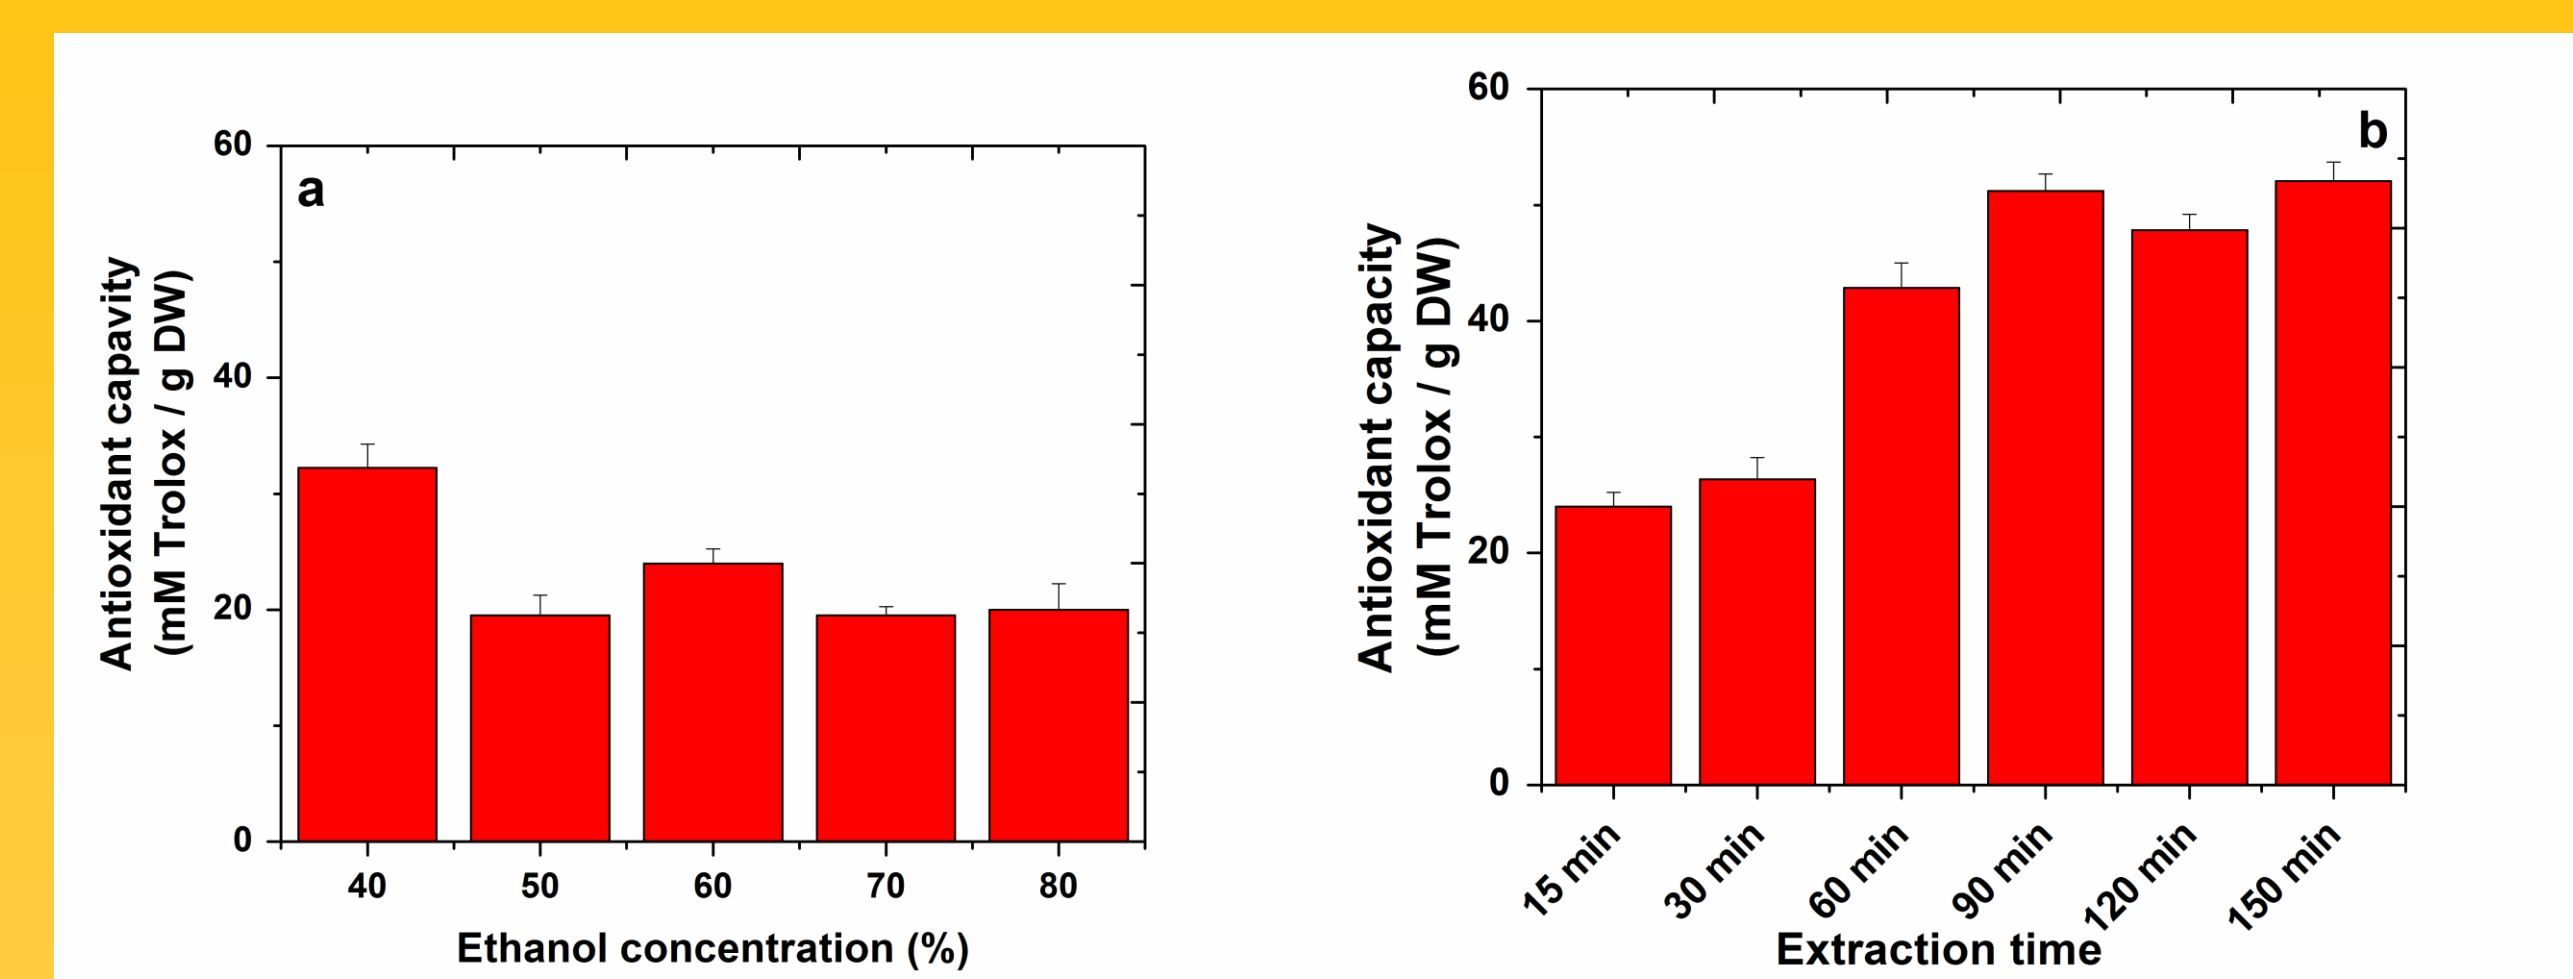 60
40
20
0
a
Antioxidant capavity
(mM Trolox / g DW)
40 50 60 70 80
Ethanol concentration (%)
60
40
20
0
b
Antioxidant capacity
(mM Trolox / g DW)
15 min 30 min 60 min 90 min 120 min 150 min
Extraction time